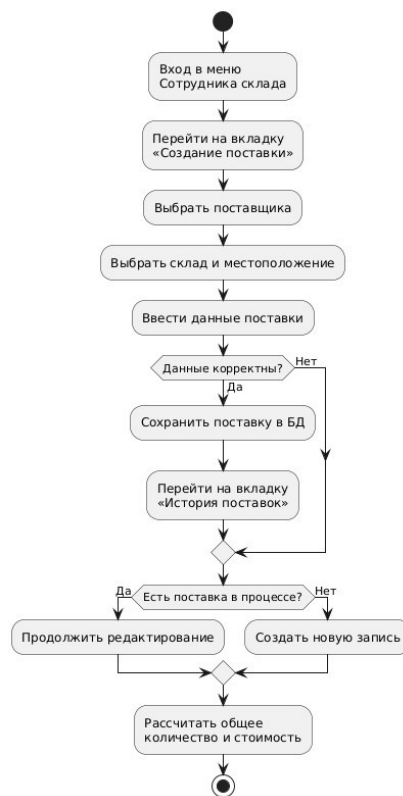 Вход в меню
Сотрудника склада
Перейти на вкладку
«Создание поставки»
Выбрать поставщика
Выбрать склад и местоположение
Ввести данные поставки
Данные корректны?
Нет
Да
Сохранить поставку в БД
Перейти на вкладку
«История поставок»
Да
Есть поставка в процессе?
Нет
Продолжить редактирование
Создать новую запись
Рассчитать общее
количество и стоимость